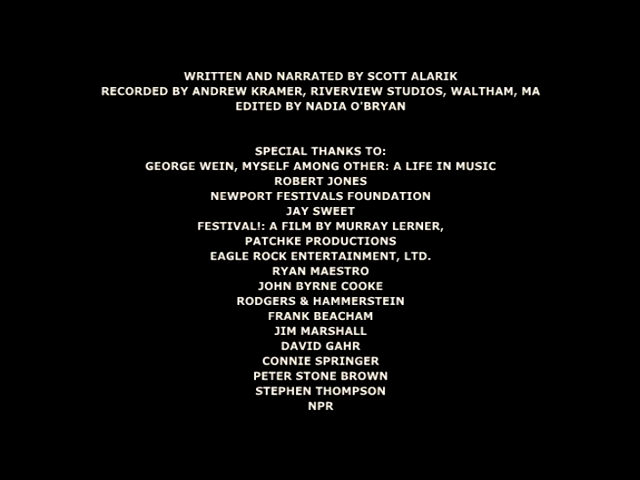 WRITTEN AND NARRATED BY SCOTT ALARIK
RECORDED BY ANDREW KRAMER, RIVERVIEW STUDIOS, WALTHAM, MA
EDITED BY NADIA O'BRYAN
SPECIAL THANKS TO:
GEORGE WEIN, MYSELF AMONG OTHER: A LIFE IN MUSIC
ROBERT JONES
NEWPORT FESTIVALS FOUNDATION
JAY SWEET
FESTIVAL!: A FILM BY MURRAY LERNER,
PATCHKE PRODUCTIONS
EAGLE ROCK ENTERTAINMENT, LTD.
RYAN MAESTRO
JOHN BYRNE COOKE
RODGERS & HAMMERSTEIN
FRANK BEACHAM
JIM MARSHALL
DAVID GAHR
CONNIE SPRINGER
PETER STONE BROWN
STEPHEN THOMPSON
NPR